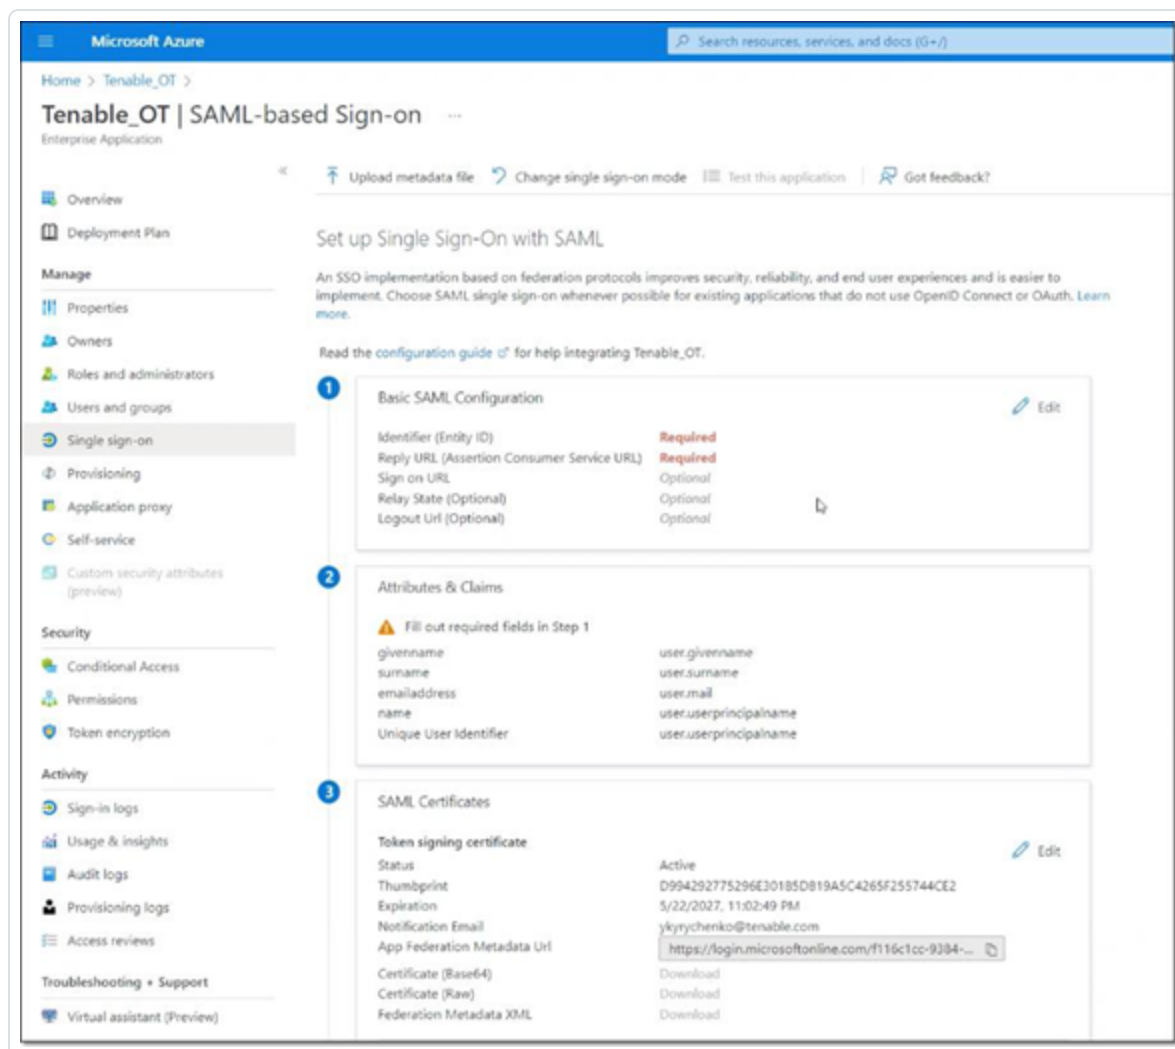 Microsoft Azure
Search resources, services, and docs (G+/)
Home > Tenable_OT >
Tenable_OT | SAML-based Sign-on ...
Enterprise Application
«
Upload metadata file Change single sign-on mode Test this application Got feedback?
Overview
Deployment Plan
Manage
Properties
Owners
Roles and administrators
Users and groups
Single sign-on
Provisioning
Application proxy
Self-service
Custom security attributes
(preview)
Security
Conditional Access
Permissions
Token encryption
Activity
Sign-in logs
Usage & insights
Audit logs
Provisioning logs
Access reviews
Troubleshooting + Support
Virtual assistant (Preview)
Set up Single Sign-On with SAML
An SSO implementation based on federation protocols improves security, reliability, and end user experiences and is easier to
implement. Choose SAML single sign-on whenever possible for existing applications that do not use OpenID Connect or OAuth. Learn
more.
Read the configuration guide for help integrating Tenable_OT.
1
Basic SAML Configuration
Edit
Identifier (Entity ID) Required
Reply URL (Assertion Consumer Service URL) Required
Sign on URL Optional
Relay State (Optional) Optional
Logout Url (Optional) Optional
2
Attributes & Claims
Fill out required fields in Step 1
givenname user.givenname
surname user.surname
emailaddress user.mail
name user.userprincipalname
Unique User Identifier user.userprincipalname
3
SAML Certificates
Token signing certificate
Edit
Status Active
Thumbprint D994292775296E30185D819A5C4265F255744CE2
Expiration 5/22/2027, 11:02:49 PM
Notification Email ykyrychenko@tenable.com
App Federation Metadata Url https://login.microsoftonline.com/f116c1cc-9384-...
Certificate (Base64) Download
Certificate (Raw) Download
Federation Metadata XML Download